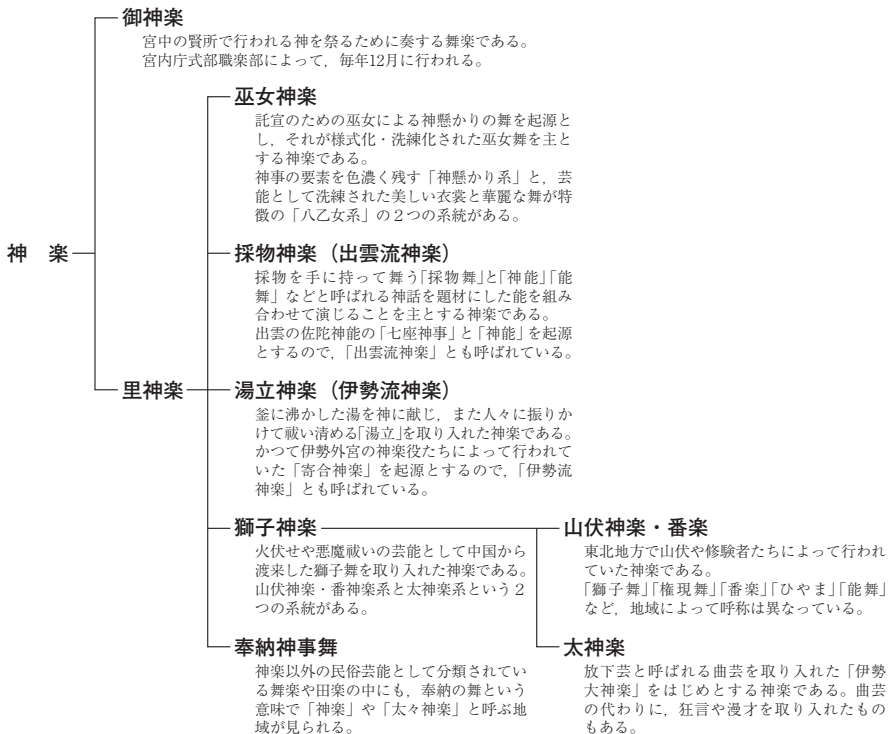 御神楽
宮中の賢所で行われる神を祭るために奏する舞楽である。
宮内庁式部職楽部によって，毎年12月に行われる。
巫女神楽
託宣のための巫女による神懸かりの舞を起源と
し，それが様式化・洗練化された巫女舞を主と
する神楽である。
神事の要素を色濃く残す「神懸かり系」と，芸
能として洗練された美しい衣裳と華麗な舞が特
徴の「八乙女系」の２つの系統がある。
神　楽
採物神楽（出雲流神楽）
採物を手に持って舞う「採物舞」と「神能」「能
舞」などと呼ばれる神話を題材にした能を組み
合わせて演じることを主とする神楽である。
出雲の佐陀神能の「七座神事」と「神能」を起源
とするので，「出雲流神楽」とも呼ばれている。
里神楽
湯立神楽（伊勢流神楽）
釜に沸かした湯を神に献じ，また人々に振りか
けて祓い清める「湯立」を取り入れた神楽である。
かつて伊勢外宮の神楽役たちによって行われて
いた「寄合神楽」を起源とするので，「伊勢流
神楽」とも呼ばれている。
獅子神楽
火伏せや悪魔祓いの芸能として中国から
渡来した獅子舞を取り入れた神楽である。
山伏神楽・番神楽系と太神楽系という２
つの系統がある。
山伏神楽・番楽
東北地方で山伏や修験者たちによって行われ
ていた神楽である。
「獅子舞」「権現舞」「番楽」「ひやま」「能舞」
など，地域によって呼称は異なっている。
奉納神事舞
神楽以外の民俗芸能として分類されてい
る舞楽や田楽の中にも，奉納の舞という
意味で「神楽」や「太々神楽」と呼ぶ地
域が見られる。
太神楽
放下芸と呼ばれる曲芸を取り入れた「伊勢
大神楽」をはじめとする神楽である。曲芸
の代わりに，狂言や漫才を取り入れたもの
もある。